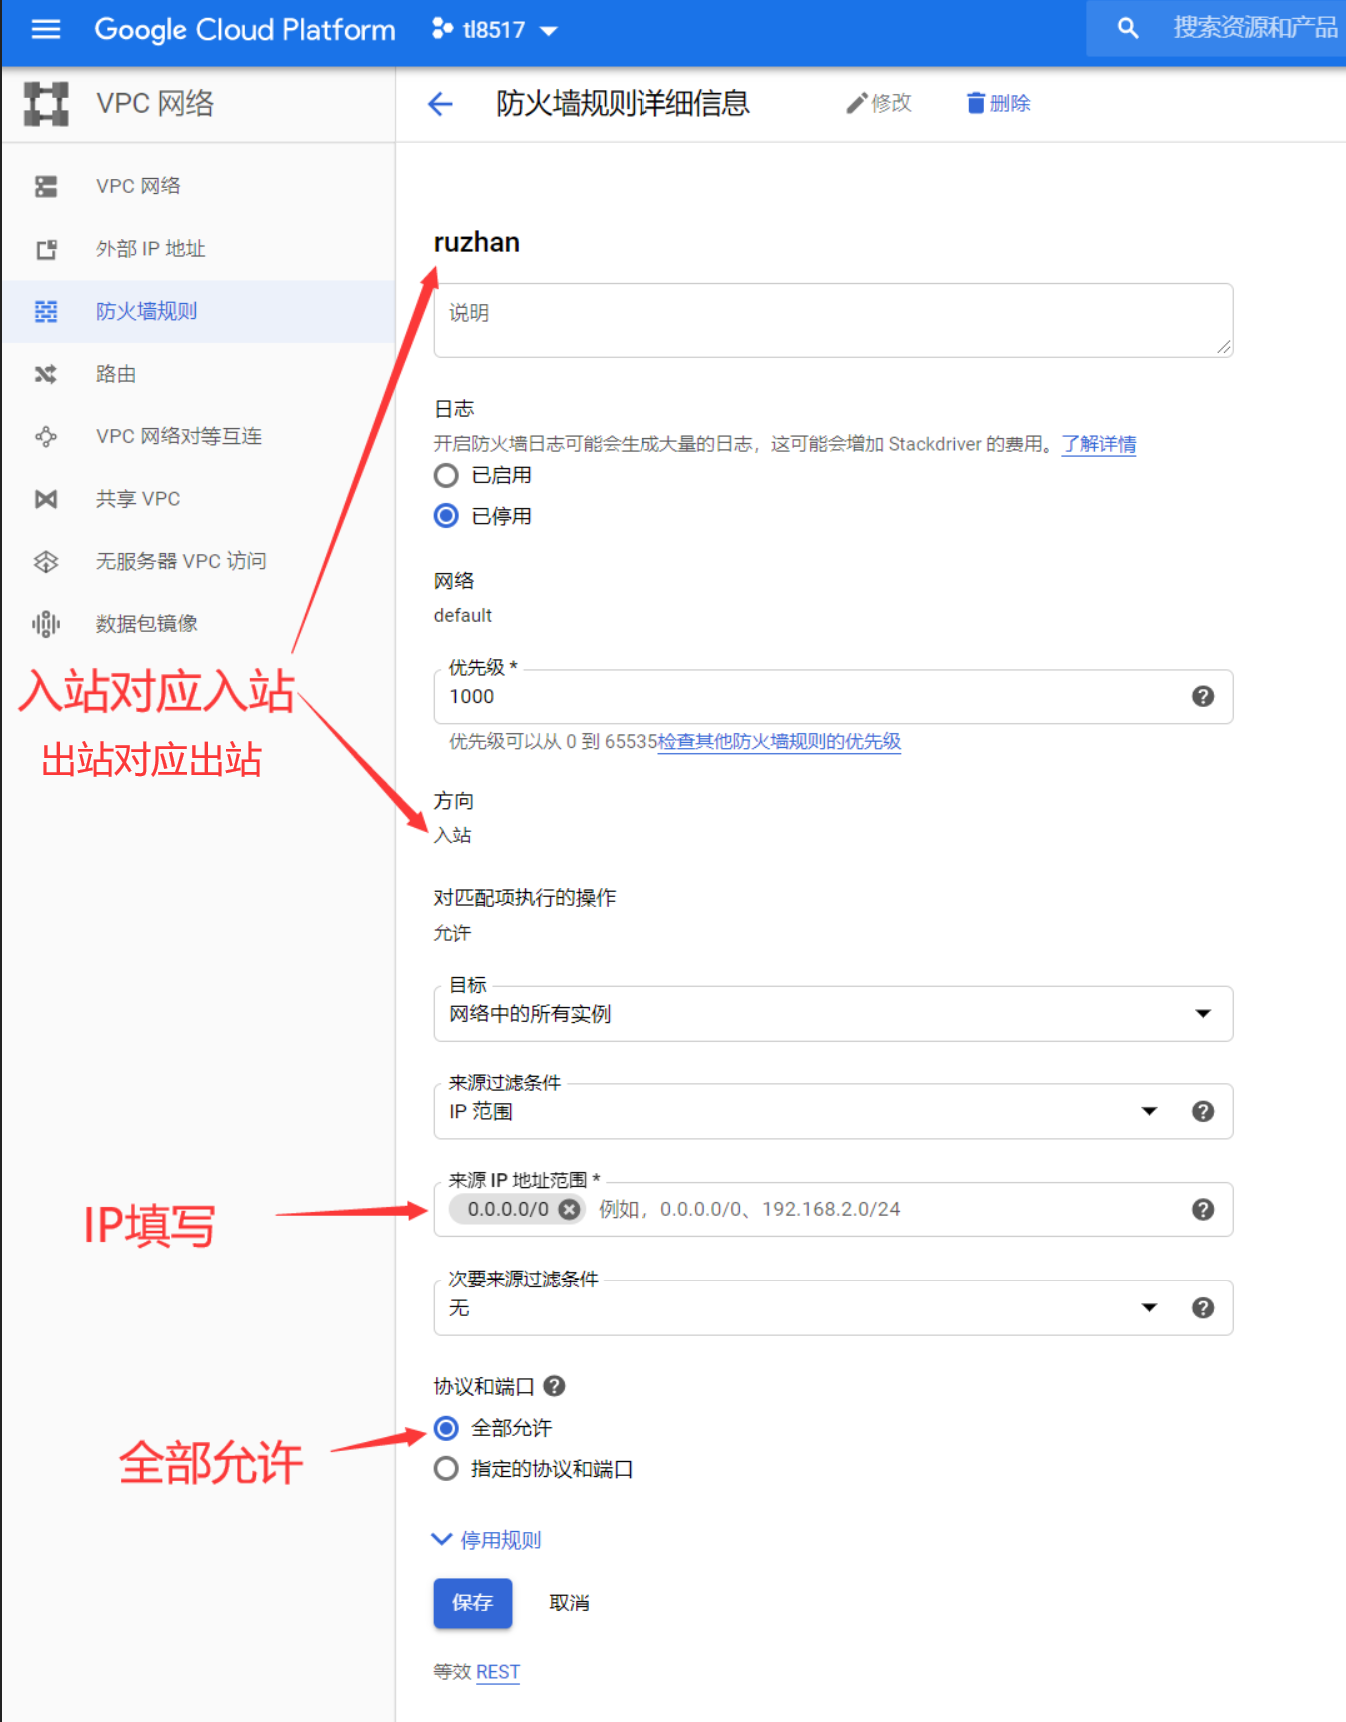 Google Cloud Platform
tl8517
搜索资源和产品
VPC 网络
防火墙规则详细信息
修改
删除
VPC 网络
外部 IP 地址
防火墙规则
路由
VPC 网络对等互连
共享 VPC
无服务器 VPC 访问
数据包镜像
入站对应入站
出站对应出站
IP填写
全部允许
ruzhan
说明
日志
开启防火墙日志可能会生成大量的日志，这可能会增加 Stackdriver 的费用。了解详情
已启用
已停用
网络
default
优先级 *
1000
优先级可以从 0 到 65535检查其他防火墙规则的优先级
方向
入站
对匹配项执行的操作
允许
目标
网络中的所有实例
来源过滤条件
IP 范围
来源 IP 地址范围 *
0.0.0.0/0 例如，0.0.0.0/0、192.168.2.0/24
次要来源过滤条件
无
协议和端口
全部允许
指定的协议和端口
停用规则
保存
取消
等效 REST